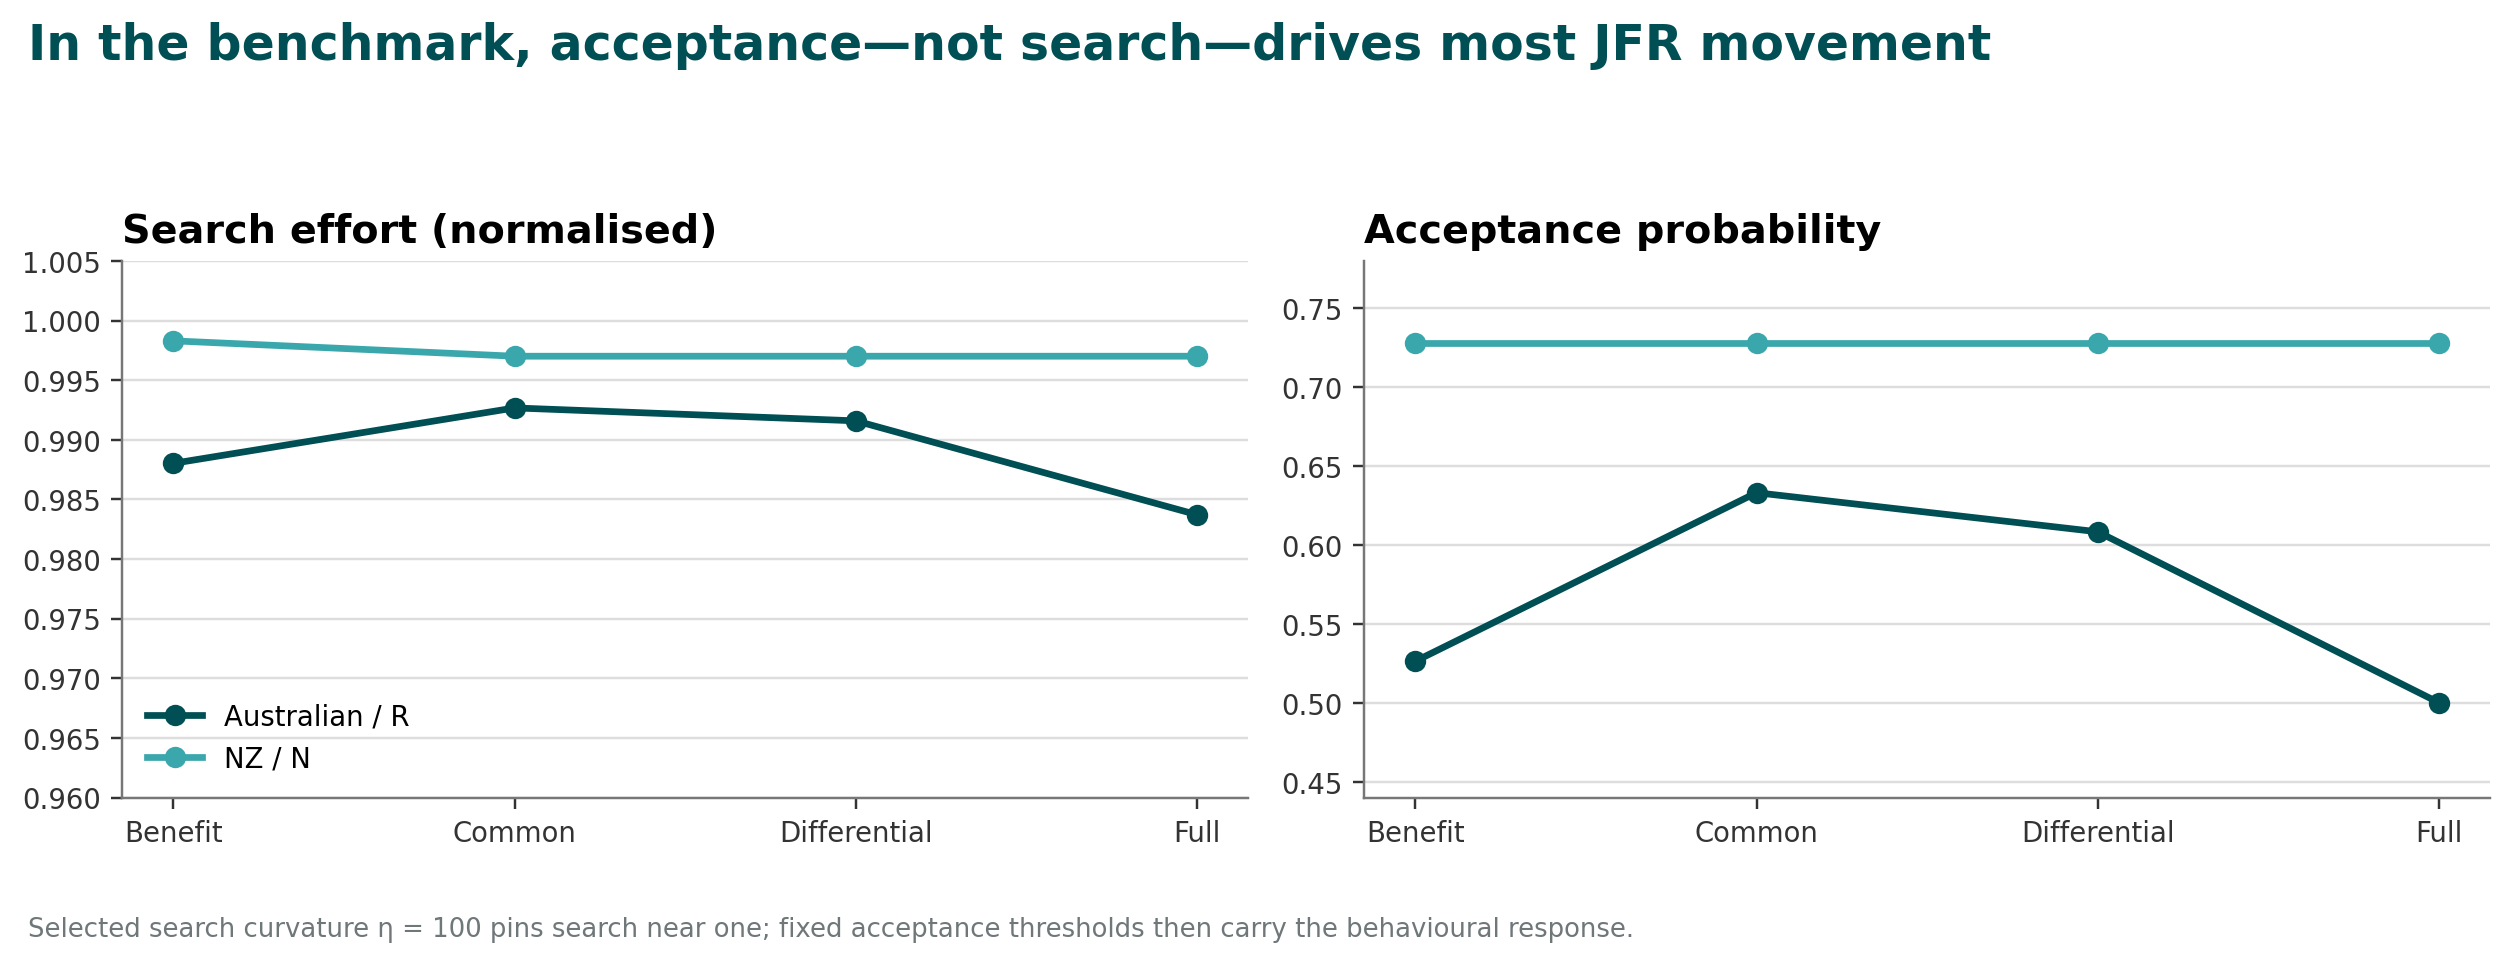 In the benchmark, acceptance—not search—drives most JFR movement
Search effort (normalised)
1.005
1.000
0.995
0.990
0.985
0.980
0.975
0.970
0.965
0.960
Australian / R
NZ / N
Benefit Common Differential Full
Acceptance probability
0.75
0.70
0.65
0.60
0.55
0.50
0.45
Benefit Common Differential Full
Selected search curvature η = 100 pins search near one; fixed acceptance thresholds then carry the behavioural response.